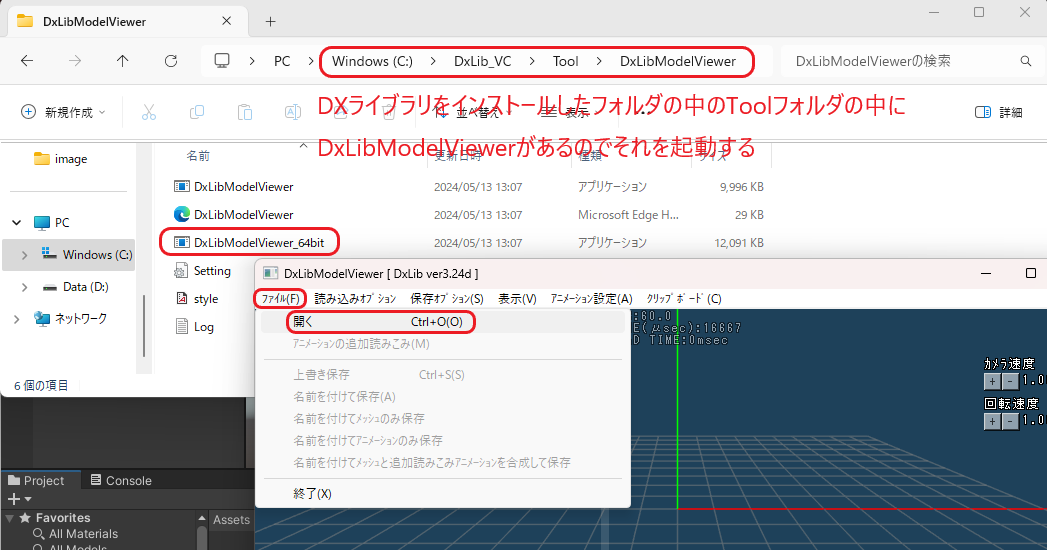 DxLibModelViewer
PC > Windows (C:) > DxLib_VC > Tool > DxLibModelViewer
DxLibModelViewerの検索
新規作成
並べ替え
表示
詳細
DXライブラリをインストールしたフォルダの中のToolフォルダの中に
DxLibModelViewerがあるのでそれを起動する
image
PC
Windows (C:)
Data (D:)
ネットワーク
6 個の項目
名前 更新日時 種類 サイズ
DxLibModelViewer 2024/05/13 13:07 アプリケーション 9,996 KB
DxLibModelViewer 2024/05/13 13:07 Microsoft Edge H... 29 KB
DxLibModelViewer_64bit 2024/05/13 13:07 アプリケーション 12,091 KB
Setting
style
Log
DxLibModelViewer [ DxLib ver3.24d ]
ﾌｧｲﾙ(F) 読み込みｵﾌﾟｼｮﾝ 保存ｵﾌﾟｼｮﾝ(S) 表示(V) ｱﾆﾒｰｼｮﾝ設定(A) ｸﾘｯﾌﾟﾎﾞｰﾄﾞ(C)
開く Ctrl+O(O)
ｱﾆﾒｰｼｮﾝの追加読みこみ(M)
上書き保存 Ctrl+S(S)
名前を付けて保存(A)
名前を付けてﾒｯｼｭのみ保存
名前を付けてｱﾆﾒｰｼｮﾝのみ保存
名前を付けてﾒｯｼｭと追加読みこみｱﾆﾒｰｼｮﾝを合成して保存
終了(X)
:60.0
E(μsec):16667
D TIME:0msec
ｶﾒﾗ速度
+ - 1.0
回転速度
+ - 1.0
Project
Console
Favorites
All Materials
All Models
Assets